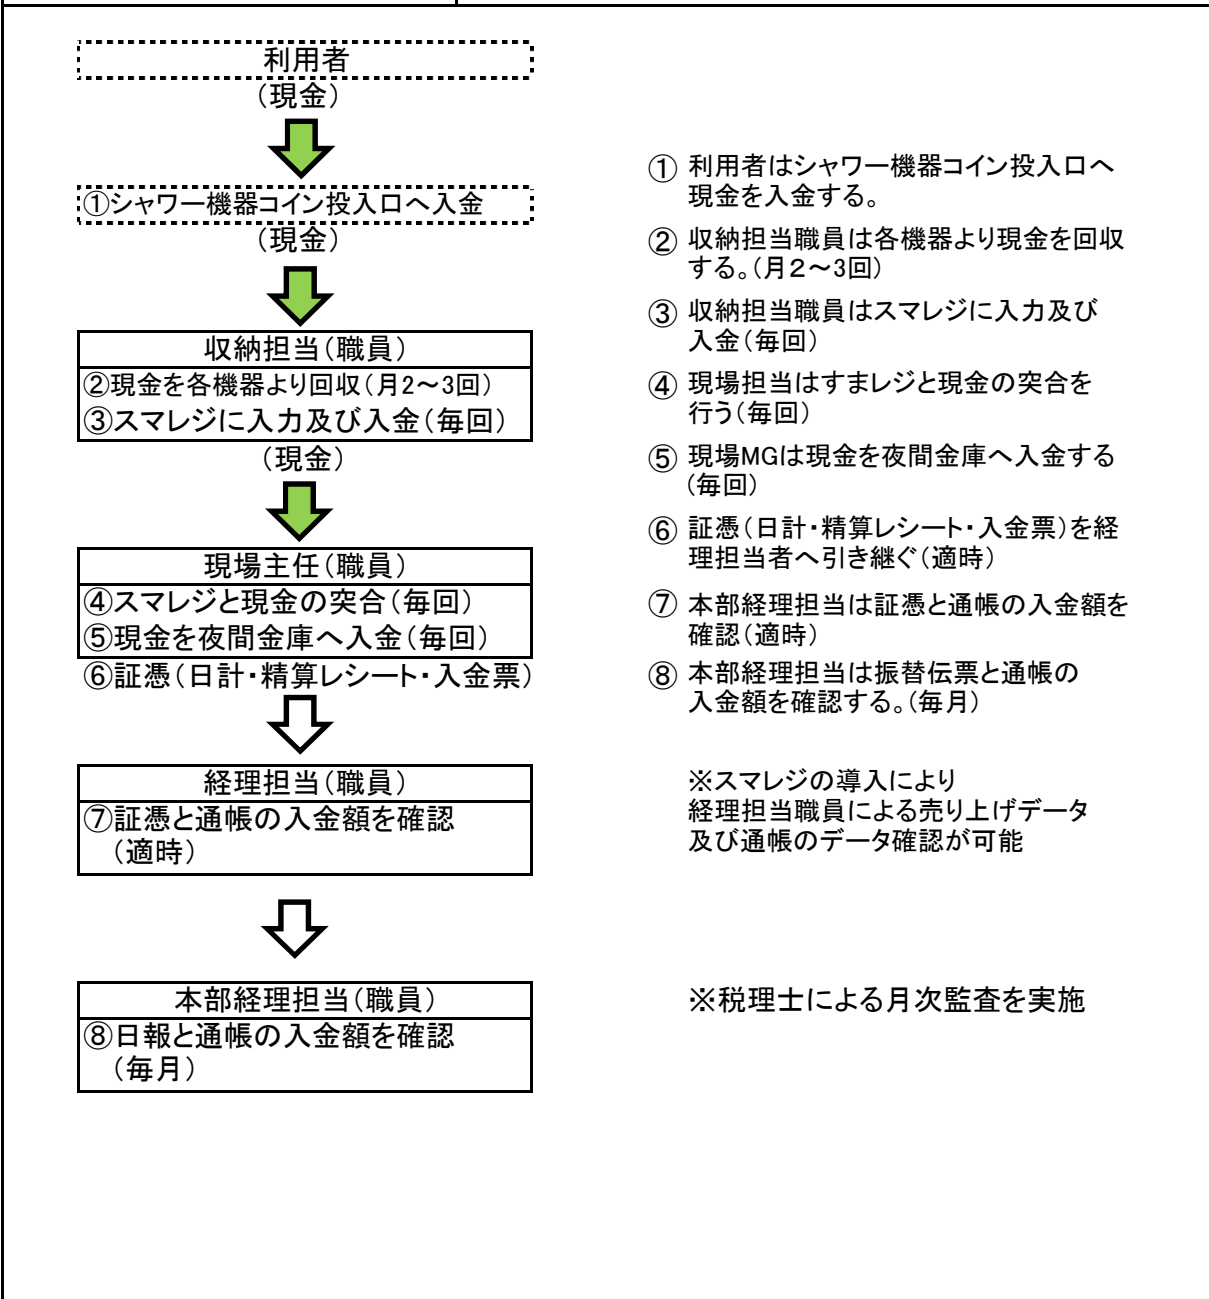 利用者
（現金）
①シャワー機器コイン投入口へ入金
（現金）
収納担当（職員）
②現金を各機器より回収（月2～3回）
③スマレジに入力及び入金（毎回）
（現金）
現場主任（職員）
④スマレジと現金の突合（毎回）
⑤現金を夜間金庫へ入金（毎回）
⑥証憑（日計・精算レシート・入金票）
経理担当（職員）
⑦証憑と通帳の入金額を確認
（適時）
本部経理担当（職員）
⑧日報と通帳の入金額を確認
（毎月）
① 利用者はシャワー機器コイン投入口へ
現金を入金する。
② 収納担当職員は各機器より現金を回収
する。（月２～3回）
③ 収納担当職員はスマレジに入力及び
入金（毎回）
④ 現場担当はすまレジと現金の突合を
行う（毎回）
⑤ 現場MGは現金を夜間金庫へ入金する
（毎回）
⑥ 証憑（日計・精算レシート・入金票）を経
理担当者へ引き継ぐ（適時）
⑦ 本部経理担当は証憑と通帳の入金額を
確認（適時）
⑧ 本部経理担当は振替伝票と通帳の
入金額を確認する。（毎月）
※スマレジの導入により
経理担当職員による売り上げデータ
及び通帳のデータ確認が可能
※税理士による月次監査を実施